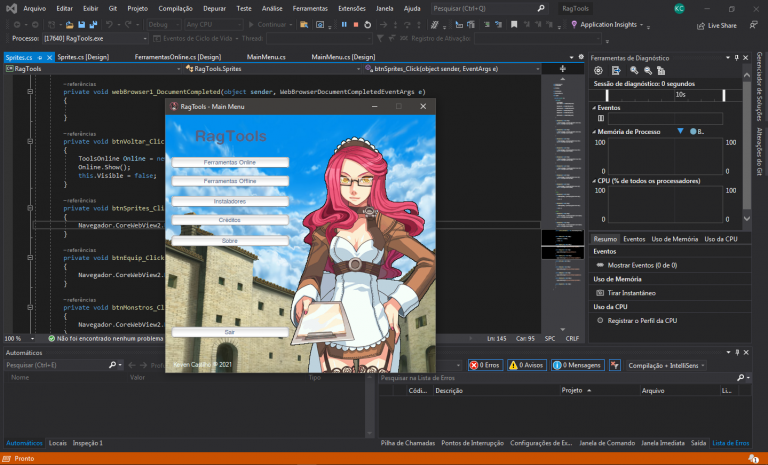 Arquivo Editar Exibir Git Projeto Compilação Depurar Teste Análise Ferramentas Extensões Janela Ajuda Pesquisar (Ctrl+Q) RagTools KC
Debug Any CPU Continuar Application Insights Live Share
Processo: [17640] RagTools.exe Eventos de Ciclo de Vida Thread: Registro de Ativação:
Sprites.cs Sprites.cs [Design] FerramentasOnline.cs [Design] MainMenu.cs MainMenu.cs [Design]
RagTools RagTools.Sprites btnSprites_Click(object sender, EventArgs e)
-referências
private void webBrowser1_DocumentCompleted(object sender, WebBrowserDocumentCompletedEventArgs e)
{
}
-referências
private void btnVoltar_Clic
{
ToolsOnline Online = ne
Online.Show();
this.Visible = false;
}
-referências
private void btnSprites_Cli
{
Navegador.CoreWebView2.
}
-referências
private void btnEquip_Click
{
Navegador.CoreWebView2.
}
-referências
private void btnMonstros_Cl
{
Navegador.CoreWebView2.
RagTools - Main Menu
RagTools
Ferramentas Online
Ferramentas Offline
Instaladores
Créditos
Sobre
Sair
100 % Não foi encontrado nenhum problema Ln: 145 Car: 95 SPC CRLF
Ferramentas de Diagnóstico
Sessão de diagnóstico: 0 segundos
10s
Eventos
Memória de Processo B..
100 100
0 0
CPU (% de todos os processadores)
100 100
0 0
Resumo Eventos Uso de Memória Uso da CPU
Eventos
Mostrar Eventos (0 de 0)
Uso de Memória
Tirar Instantâneo
Uso da CPU
Registrar o Perfil da CPU
Gerenciador de Soluções
Alterações do Git
Automáticos
Pesquisar (Ctrl+E)
Nome Valor Tipo
0 Erros 0 Avisos 0 Mensagens Compilação + IntelliSens
Pesquisar na Lista de Erros
Códi... Descrição Projeto Arquivo Li...
Automáticos Locais Inspeção 1
Pilha de Chamadas Pontos de Interrupção Configurações de Ex... Janela de Comando Janela Imediata Saída Lista de Erros
Pronto